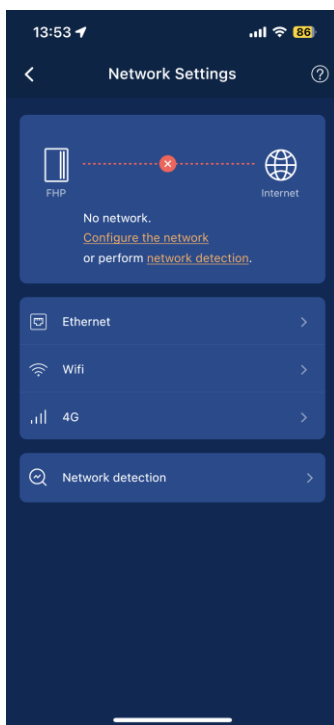 13:53
86
Network Settings
FHP
Internet
No network.
Configure the network
or perform network detection.
Ethernet
Wifi
4G
Network detection